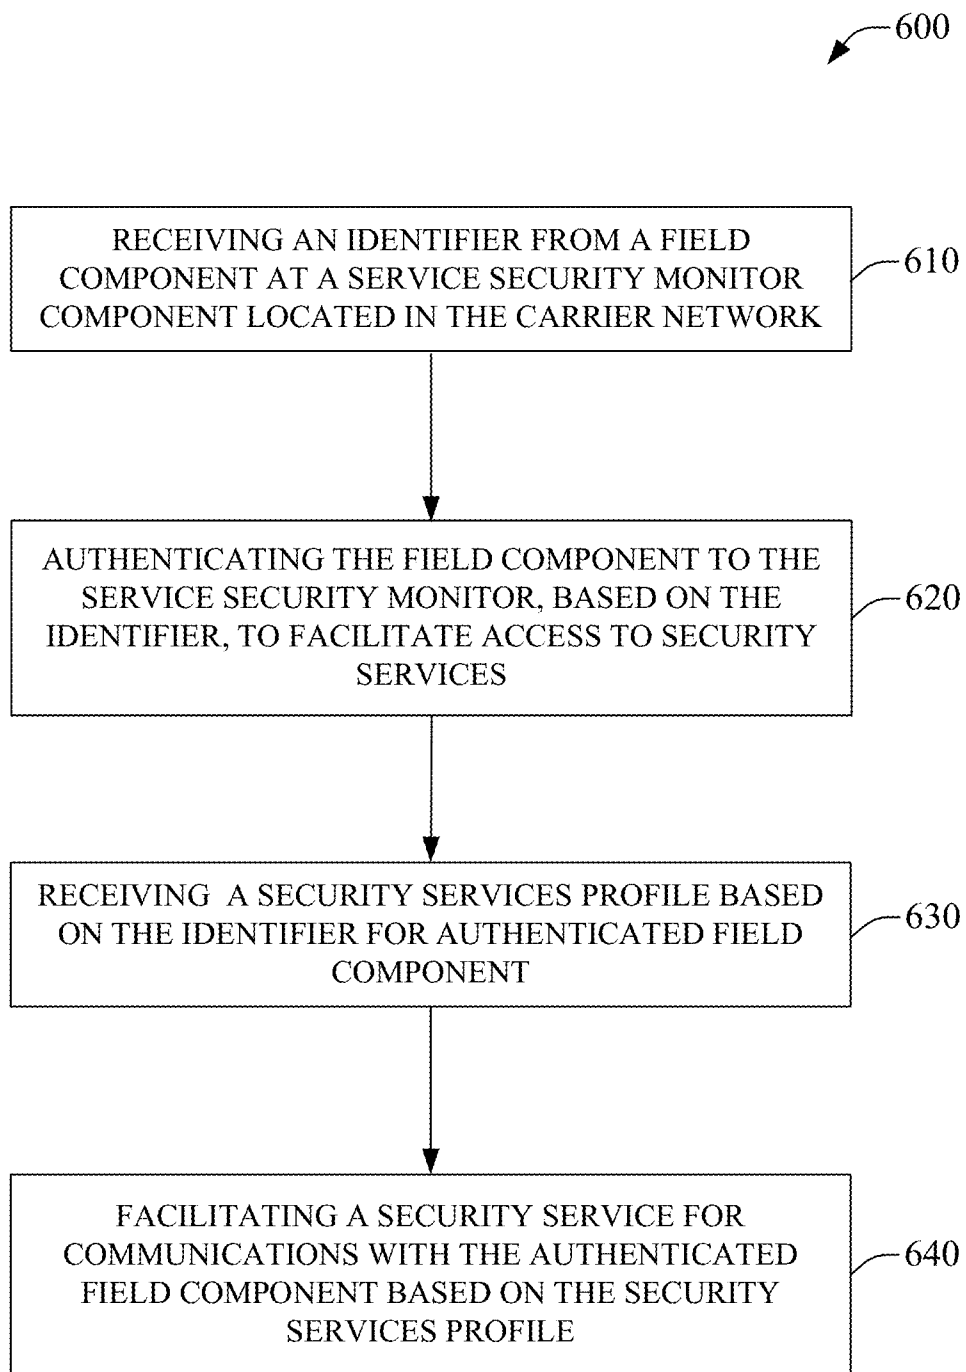 600
RECEIVING AN IDENTIFIER FROM A FIELD
COMPONENT AT A SERVICE SECURITY MONITOR
COMPONENT LOCATED IN THE CARRIER NETWORK
610
AUTHENTICATING THE FIELD COMPONENT TO THE
SERVICE SECURITY MONITOR, BASED ON THE
IDENTIFIER, TO FACILITATE ACCESS TO SECURITY
SERVICES
620
RECEIVING A SECURITY SERVICES PROFILE BASED
ON THE IDENTIFIER FOR AUTHENTICATED FIELD
COMPONENT
630
FACILITATING A SECURITY SERVICE FOR
COMMUNICATIONS WITH THE AUTHENTICATED
FIELD COMPONENT BASED ON THE SECURITY
SERVICES PROFILE
640